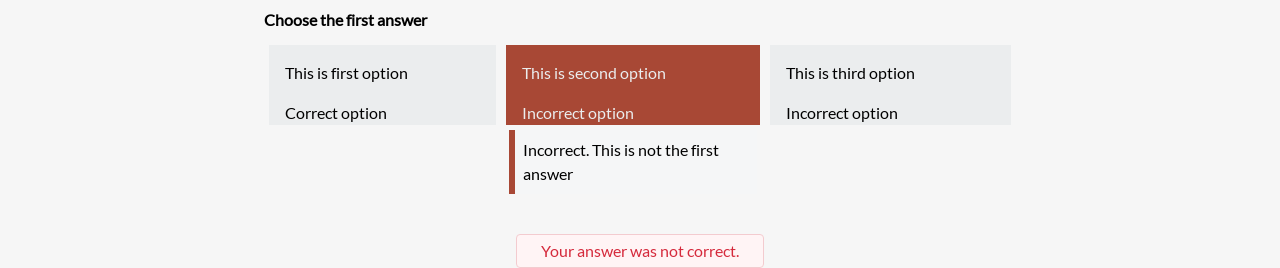 Choose the first answer
This is first option
This is second option
This is third option
Correct option
Incorrect option
Incorrect option
Incorrect. This is not the first
answer
Your answer was not correct.